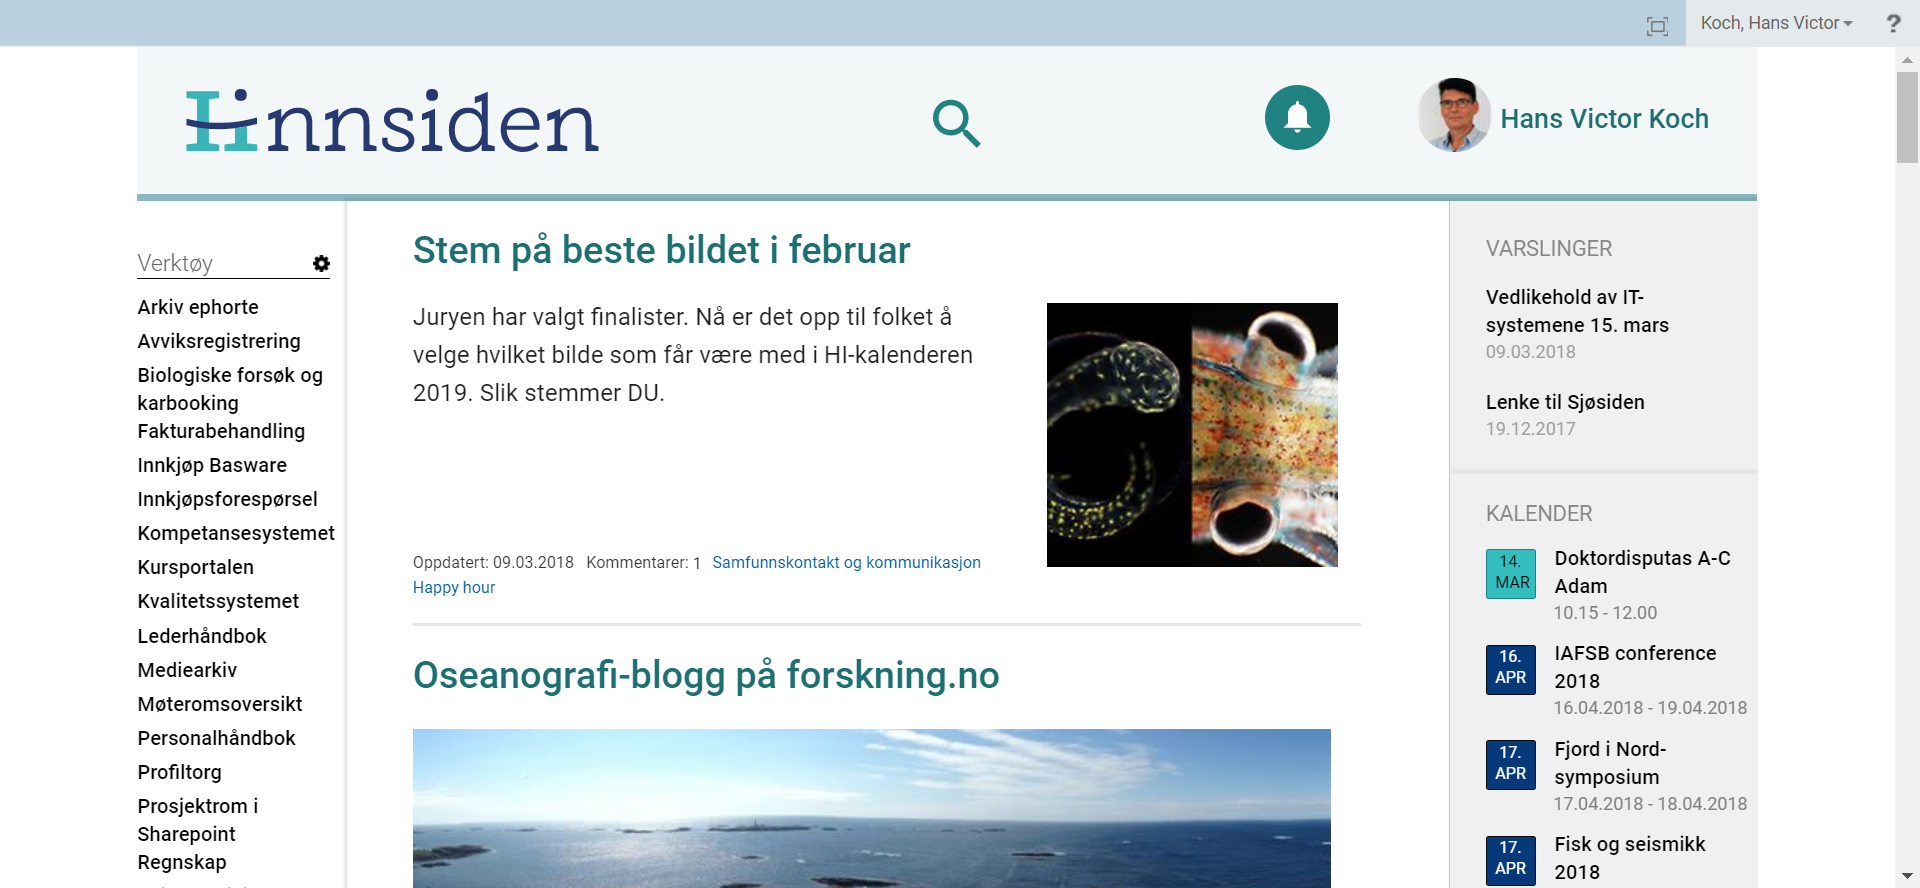 Koch, Hans Victor
?
Hinnsiden
Hans Victor Koch
Verktøy
Arkiv ephorte
Avviksregistrering
Biologiske forsøk og
karbooking
Fakturabehandling
Innkjøp Basware
Innkjøpsforespørsel
Kompetansesystemet
Kursportalen
Kvalitetssystemet
Lederhåndbok
Mediearkiv
Møteromsoversikt
Personalhåndbok
Profiltorg
Prosjektrom i
Sharepoint
Regnskap
Stem på beste bildet i februar
Juryen har valgt finalister. Nå er det opp til folket å
velge hvilket bilde som får være med i HI-kalenderen
2019. Slik stemmer DU.
Oppdatert: 09.03.2018 Kommentarer: 1 Samfunnskontakt og kommunikasjon
Happy hour
Oseanografi-blogg på forskning.no
VARSLINGER
Vedlikehold av IT-
systemene 15. mars
09.03.2018
Lenke til Sjøsiden
19.12.2017
KALENDER
14.
MAR
Doktordisputas A-C
Adam
10.15 - 12.00
16.
APR
IAFSB conference
2018
16.04.2018 - 19.04.2018
17.
APR
Fjord i Nord-
symposium
17.04.2018 - 18.04.2018
17.
APR
Fisk og seismikk
2018